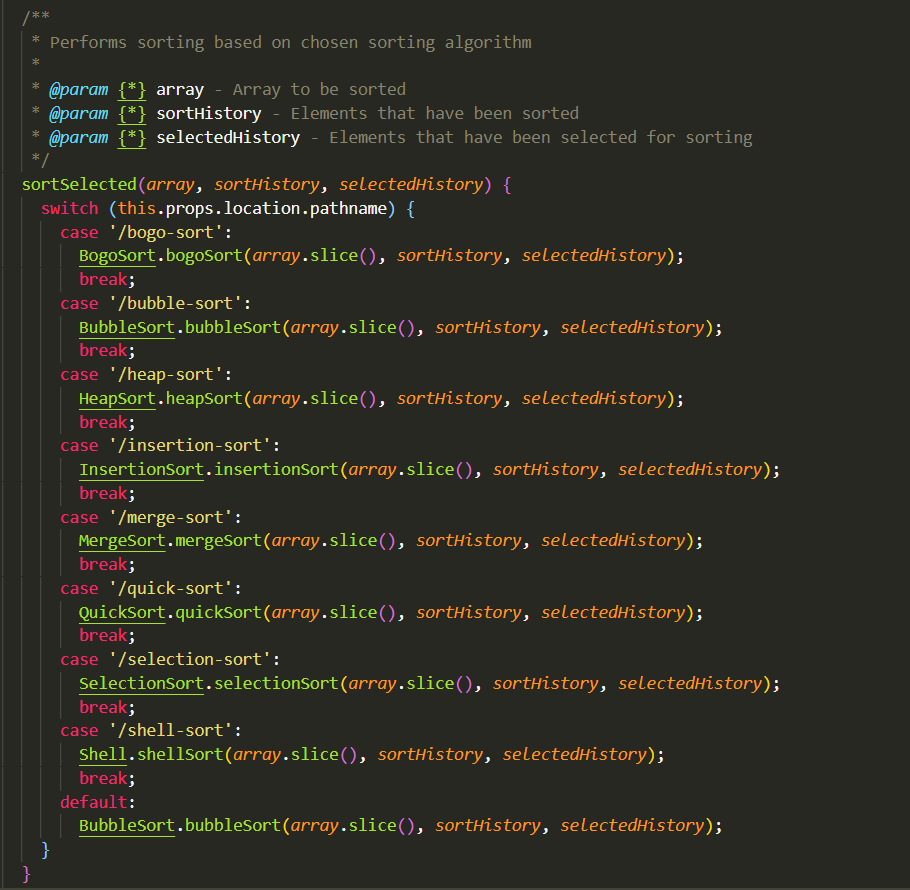 /**
 * Performs sorting based on chosen sorting algorithm
 *
 * @param {*} array - Array to be sorted
 * @param {*} sortHistory - Elements that have been sorted
 * @param {*} selectedHistory - Elements that have been selected for sorting
 */
sortSelected(array, sortHistory, selectedHistory) {
  switch (this.props.location.pathname) {
    case '/bogo-sort':
      BogoSort.bogoSort(array.slice(), sortHistory, selectedHistory);
      break;
    case '/bubble-sort':
      BubbleSort.bubbleSort(array.slice(), sortHistory, selectedHistory);
      break;
    case '/heap-sort':
      HeapSort.heapSort(array.slice(), sortHistory, selectedHistory);
      break;
    case '/insertion-sort':
      InsertionSort.insertionSort(array.slice(), sortHistory, selectedHistory);
      break;
    case '/merge-sort':
      MergeSort.mergeSort(array.slice(), sortHistory, selectedHistory);
      break;
    case '/quick-sort':
      QuickSort.quickSort(array.slice(), sortHistory, selectedHistory);
      break;
    case '/selection-sort':
      SelectionSort.selectionSort(array.slice(), sortHistory, selectedHistory);
      break;
    case '/shell-sort':
      Shell.shellSort(array.slice(), sortHistory, selectedHistory);
      break;
    default:
      BubbleSort.bubbleSort(array.slice(), sortHistory, selectedHistory);
  }
}